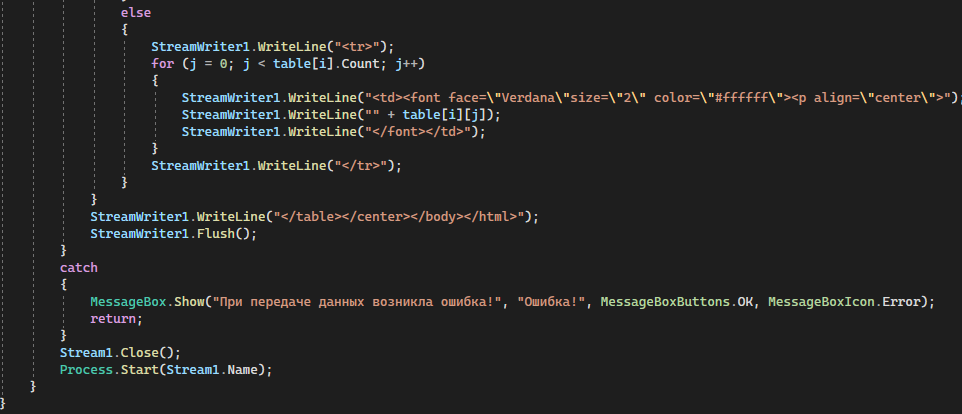 else
{
StreamWriter1.WriteLine("<tr>");
for (j = 0; j < table[i].Count; j++)
{
StreamWriter1.WriteLine("<td><font face=\"Verdana\"size=\"2\" color=\"#ffffff\"><p align=\"center\">");
StreamWriter1.WriteLine("" + table[i][j]);
StreamWriter1.WriteLine("</font></td>");
}
StreamWriter1.WriteLine("</tr>");
}
}
StreamWriter1.WriteLine("</table></center></body></html>");
StreamWriter1.Flush();
}
catch
{
MessageBox.Show("При передаче данных возникла ошибка!", "Ошибка!", MessageBoxButtons.OK, MessageBoxIcon.Error);
return;
}
Stream1.Close();
Process.Start(Stream1.Name);
}
}